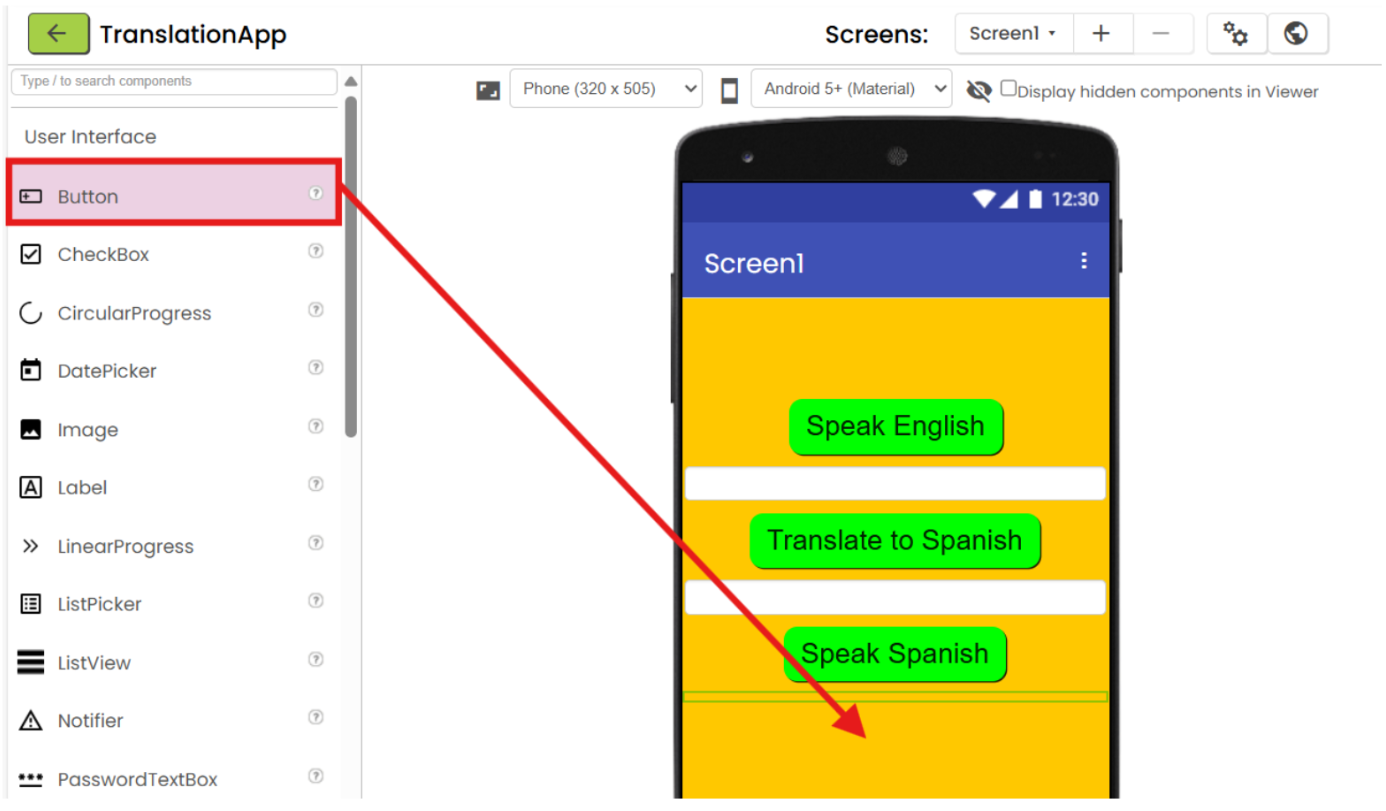 TranslationApp
Screens:
Screen1
Type / to search components
Phone (320 x 505)
Android 5+ (Material)
Display hidden components in Viewer
User Interface
Button
CheckBox
CircularProgress
DatePicker
Image
Label
LinearProgress
ListPicker
ListView
Notifier
PasswordTextBox
12:30
Screen1
Speak English
Translate to Spanish
Speak Spanish